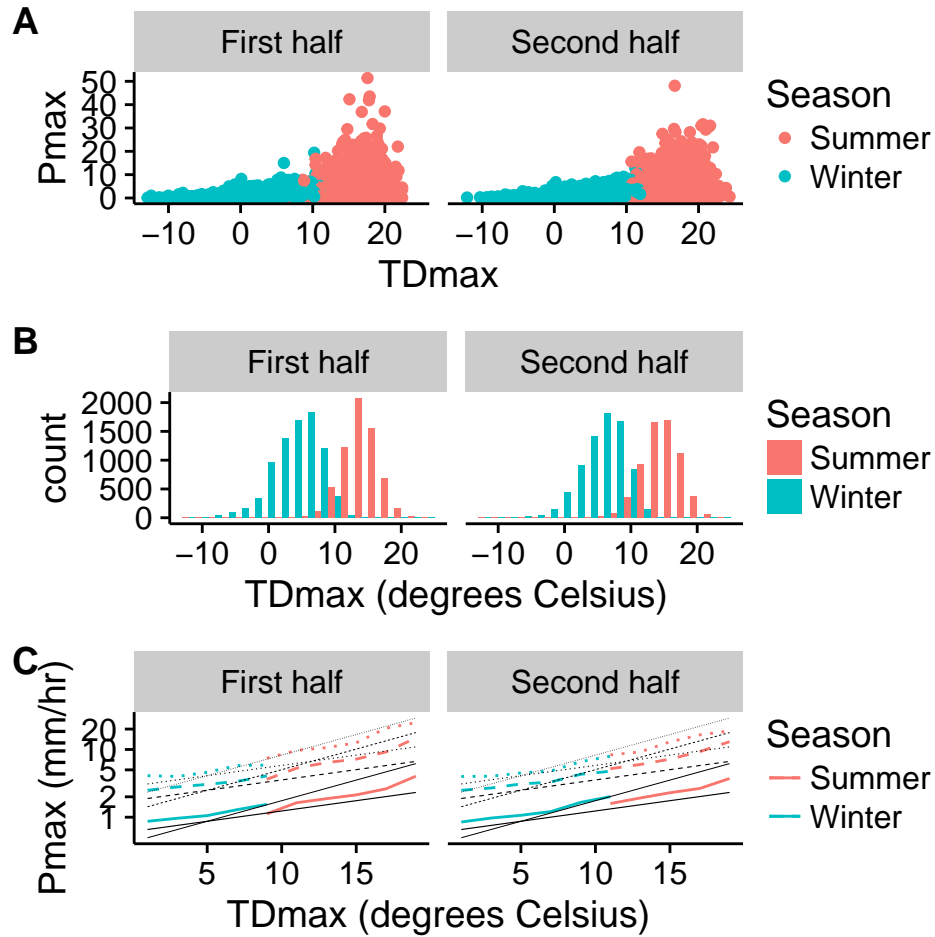 A
First half
Second half
Pmax
50
40
30
20
10
0
−10
0
10
20
−10
0
10
20
TDmax
Season
Summer
Winter
B
First half
Second half
count
2000
1500
1000
500
0
−10
0
10
20
−10
0
10
20
TDmax (degrees Celsius)
Season
Summer
Winter
C
First half
Second half
Pmax (mm/hr)
20
10
5
2
1
5
10
15
5
10
15
TDmax (degrees Celsius)
Season
Summer
Winter